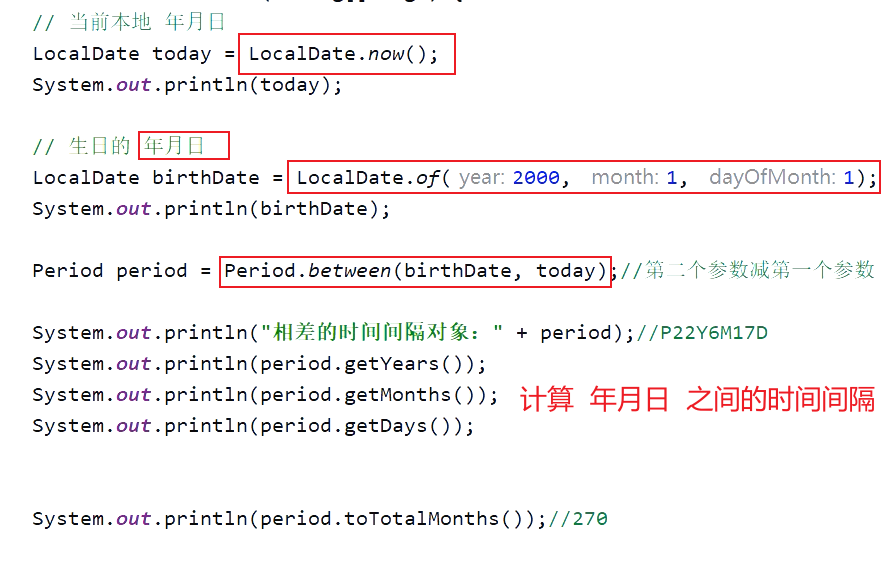 // 当前本地 年月日
LocalDate today = LocalDate.now();
System.out.println(today);
// 生日的 年月日
LocalDate birthDate = LocalDate.of( year: 2000, month: 1, dayOfMonth: 1);
System.out.println(birthDate);
Period period = Period.between(birthDate, today);//第二个参数减第一个参数
System.out.println("相差的时间间隔对象：" + period);//P22Y6M17D
System.out.println(period.getYears());
System.out.println(period.getMonths());
计算 年月日 之间的时间间隔
System.out.println(period.getDays());
System.out.println(period.toTotalMonths());//270